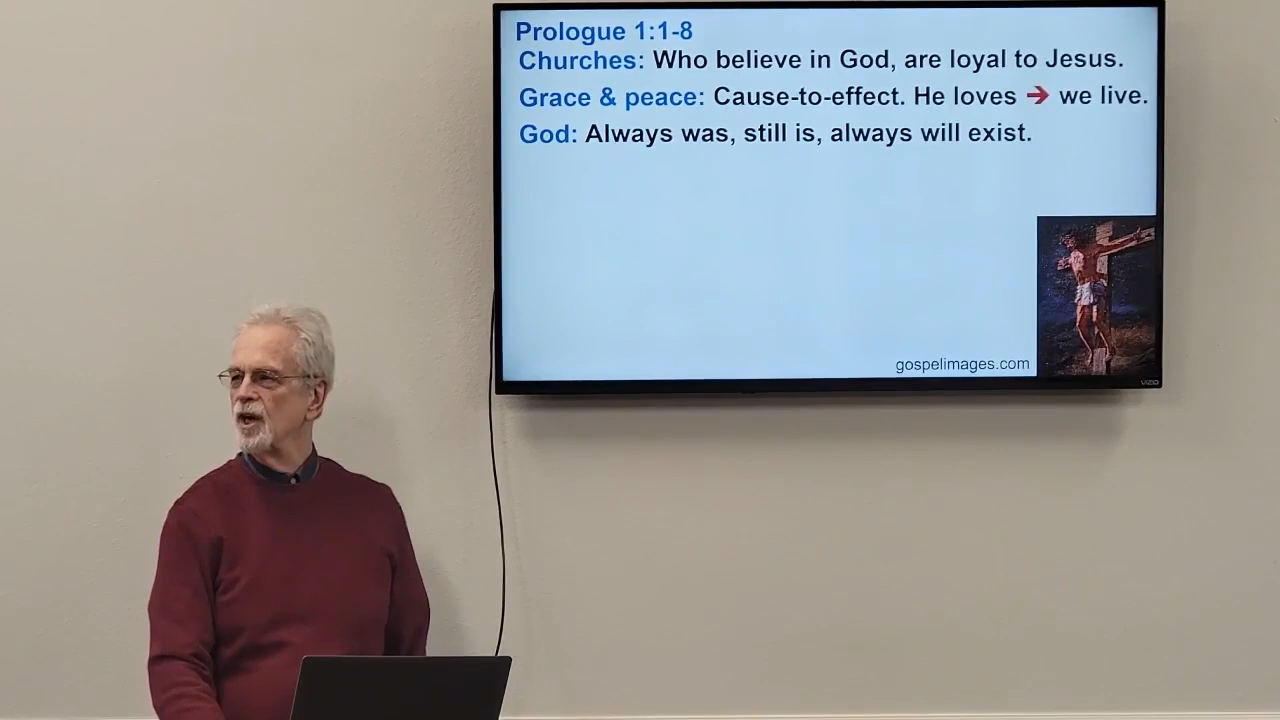 Prologue 1:1-8
Churches: Who believe in God, are loyal to Jesus.
Grace & peace: Cause-to-effect. He loves ➔ we live.
God: Always was, still is, always will exist.
gospelimages.com
VIZIO